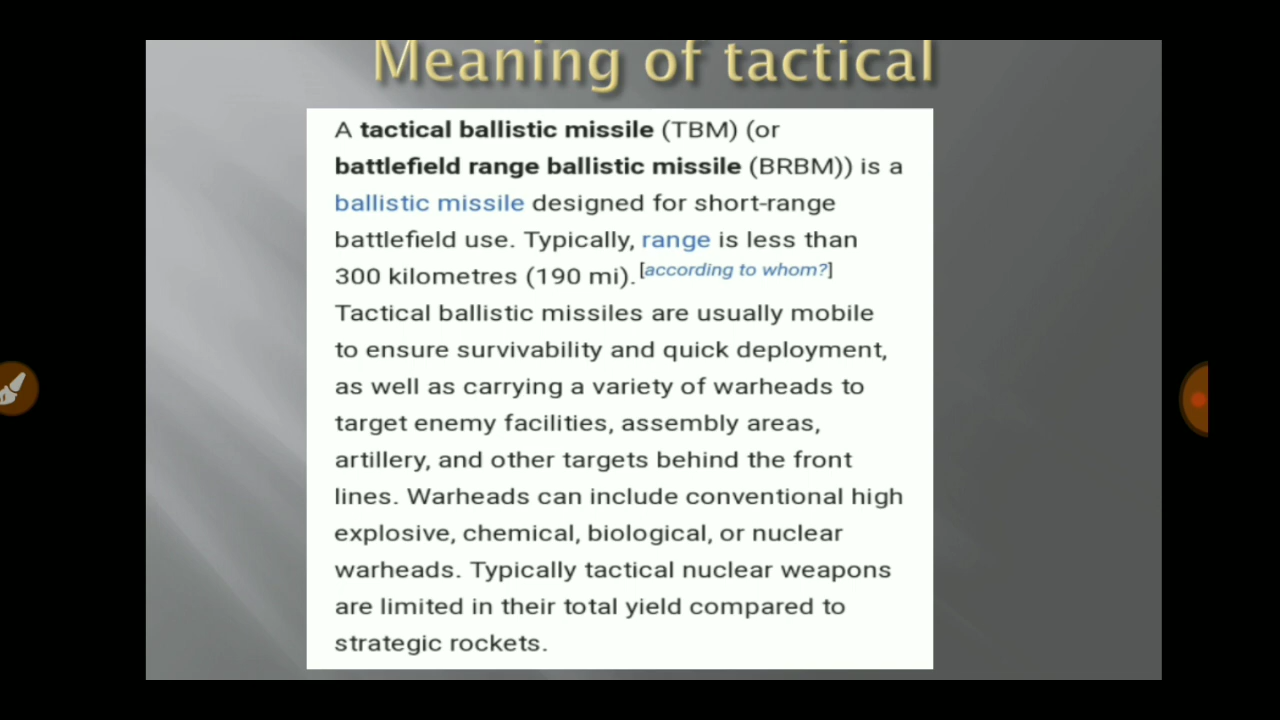 Meaning of tactical
A tactical ballistic missile (TBM) (or
battlefield range ballistic missile (BRBM)) is a
ballistic missile designed for short-range
battlefield use. Typically, range is less than
300 kilometres (190 mi).[according to whom?]
Tactical ballistic missiles are usually mobile
to ensure survivability and quick deployment,
as well as carrying a variety of warheads to
target enemy facilities, assembly areas,
artillery, and other targets behind the front
lines. Warheads can include conventional high
explosive, chemical, biological, or nuclear
warheads. Typically tactical nuclear weapons
are limited in their total yield compared to
strategic rockets.